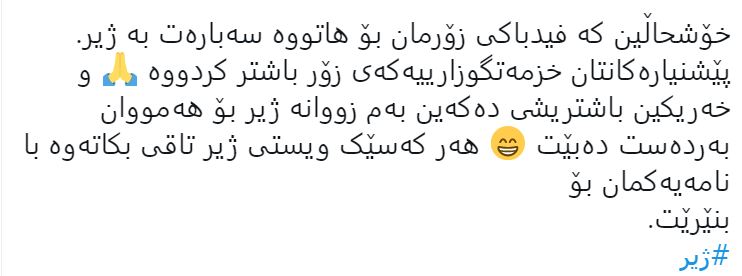 خۆشحاڵین کە فیدباکی زۆرمان بۆ هاتووە سەبارەت بە ژیر.
پێشنیارەکانتان خزمەتگوزارییەکەی زۆر باشتر کردووە 🙏 و
خەریکین باشتریشی دەکەین بەم زووانە ژیر بۆ هەمووان
بەردەست دەبێت 😁 هەر کەسێک ویستی ژیر تاقی بکاتەوە با
نامەیەکمان بۆ
بنێرێت.
#ژیر